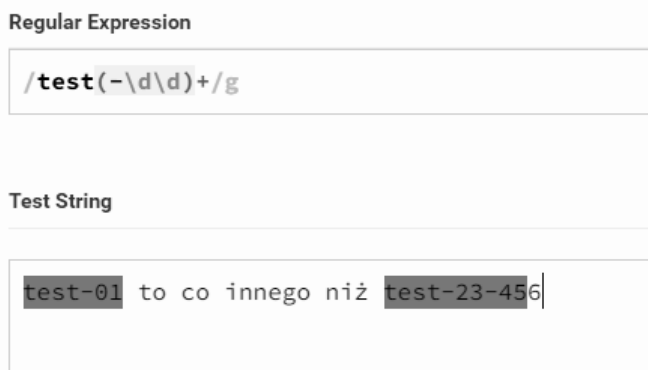 Regular Expression
/test(-\d\d)+/g
Test String
test-01 to co innego niż test-23-456